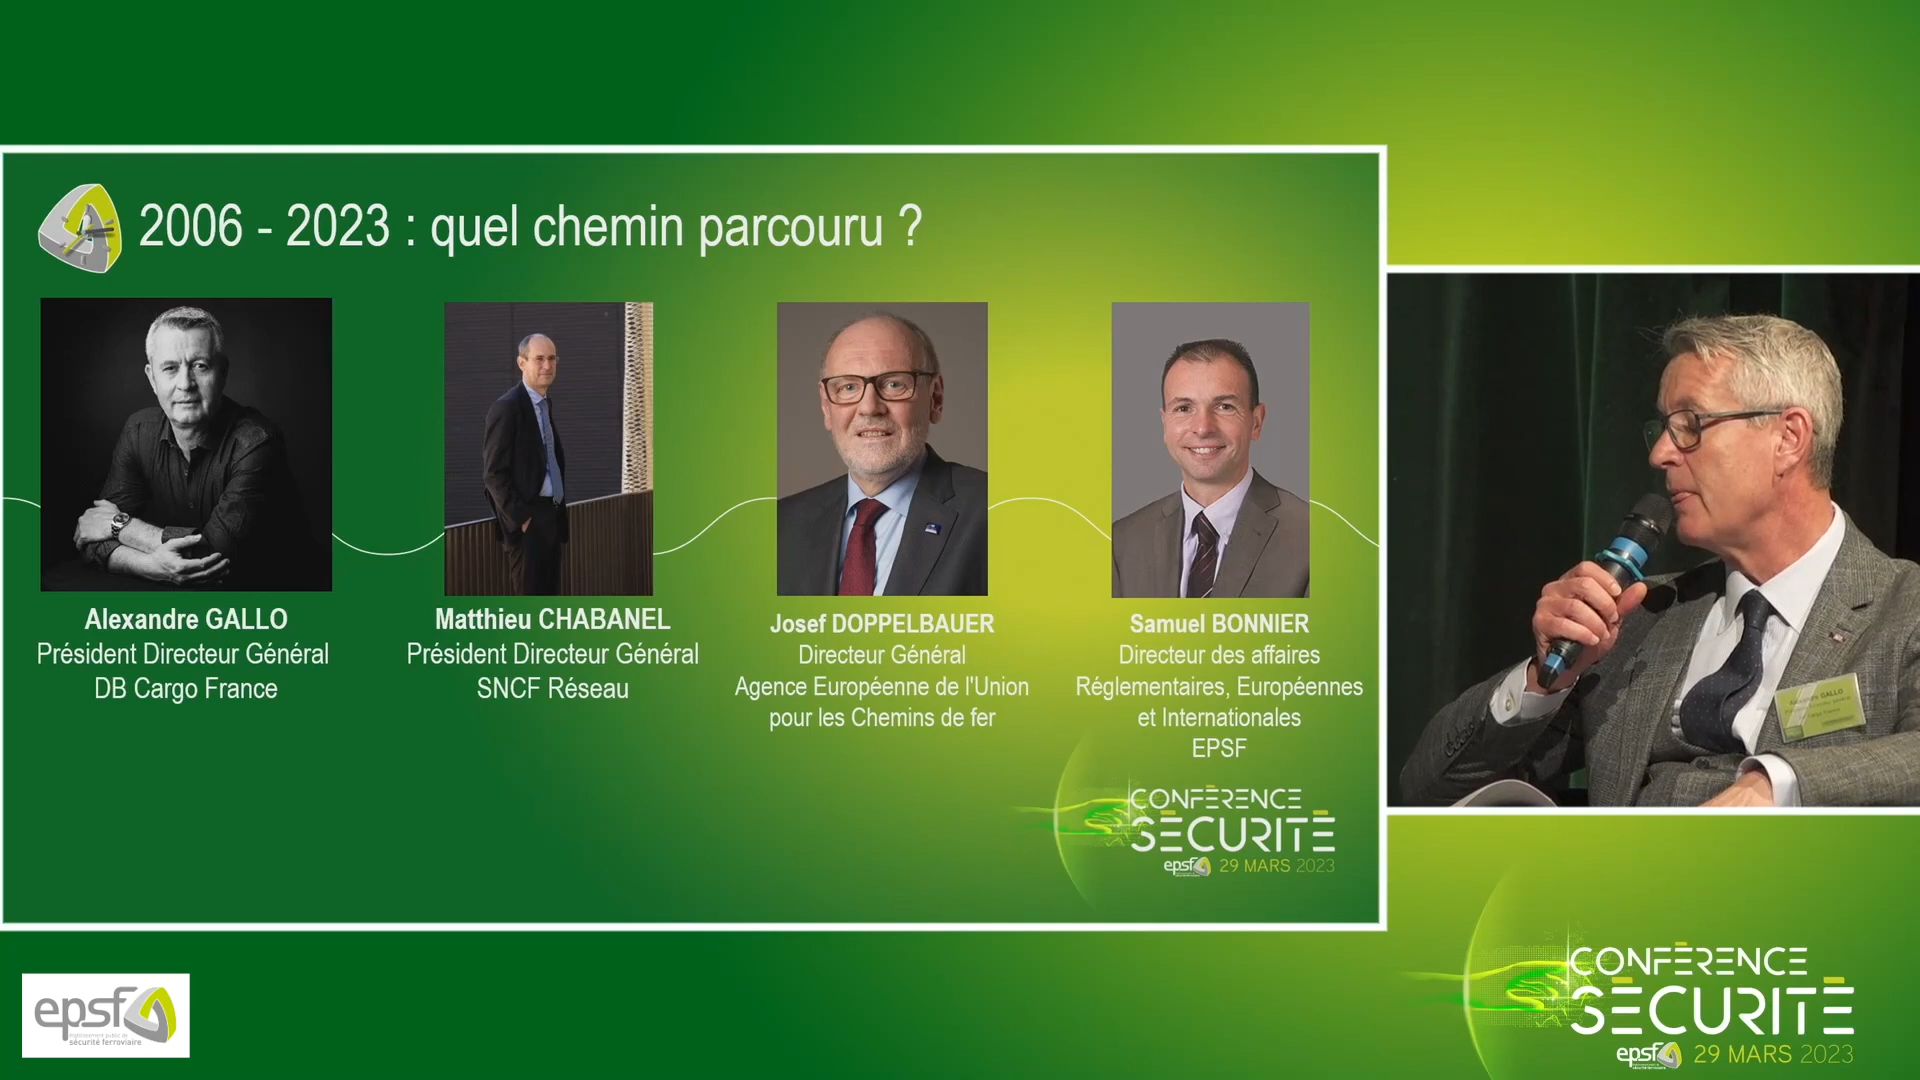 2006 - 2023 : quel chemin parcouru ?
Alexandre GALLO
Président Directeur Général
DB Cargo France
Matthieu CHABANEL
Président Directeur Général
SNCF Réseau
Josef DOPPELBAUER
Directeur Général
Agence Européenne de l'Union
pour les Chemins de fer
Samuel BONNIER
Directeur des affaires
Réglementaires, Européennes
et Internationales
EPSF
CONFÉRENCE
SÉCURITÉ
epsf 29 MARS 2023
GALLO
epsf
sécurité ferroviaire
CONFÉRENCE
SÉCURITÉ
epsf 29 MARS 2023